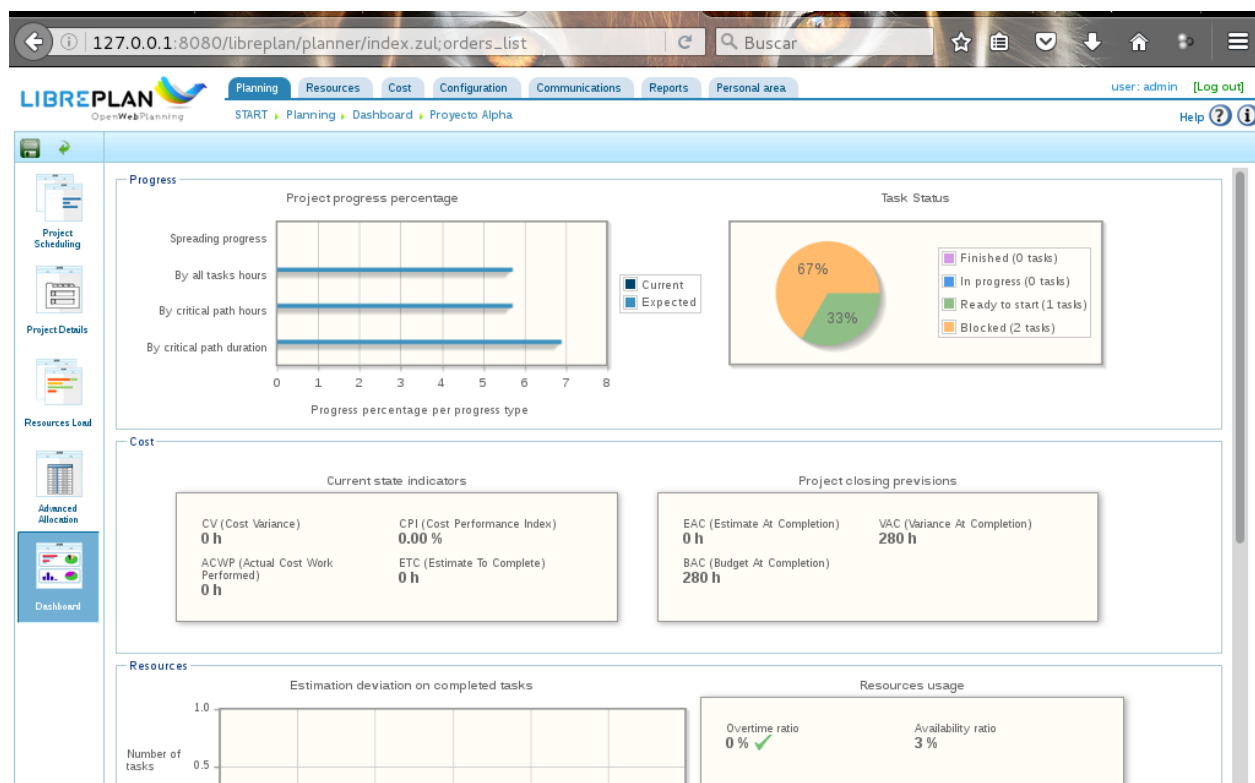 127.0.0.1:8080/libreplan/planner/index.zul;orders_list
Buscar
LIBREPLAN
OpenWebPlanning
Planning Resources Cost Configuration Communications Reports Personal area
user: admin [Log out]
START Planning Dashboard Proyecto Alpha
Help ? i
Project
Scheduling
Project Details
Resources Load
Advanced
Allocation
Dashboard
Progress
Project progress percentage
Spreading progress
By all tasks hours
By critical path hours
By critical path duration
0 1 2 3 4 5 6 7 8
Progress percentage per progress type
Current
Expected
Task Status
67%
33%
Finished (0 tasks)
In progress (0 tasks)
Ready to start (1 tasks)
Blocked (2 tasks)
Cost
Current state indicators
CV (Cost Variance)
0 h
CPI (Cost Performance Index)
0.00 %
ACWP (Actual Cost Work
Performed)
0 h
ETC (Estimate To Complete)
0 h
Project closing previsions
EAC (Estimate At Completion)
0 h
VAC (Variance At Completion)
280 h
BAC (Budget At Completion)
280 h
Resources
Estimation deviation on completed tasks
1.0
Number of
tasks
0.5
Resources usage
Overtime ratio
0 %
Availability ratio
3 %